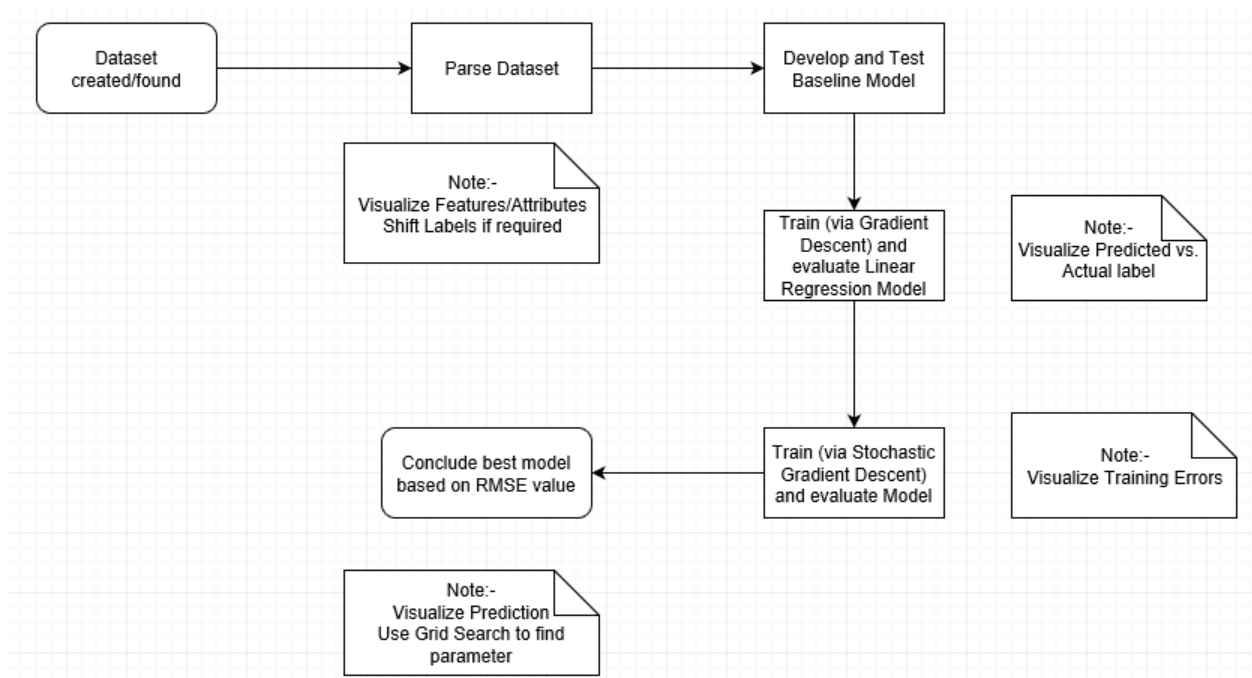 Dataset
created/found
Parse Dataset
Develop and Test
Baseline Model
Note:-
Visualize Features/Attributes
Shift Labels if required
Train (via Gradient
Descent) and
evaluate Linear
Regression Model
Note:-
Visualize Predicted vs.
Actual label
Conclude best model
based on RMSE value
Train (via Stochastic
Gradient Descent)
and evaluate Model
Note:-
Visualize Training Errors
Note:-
Visualize Prediction
Use Grid Search to find
parameter